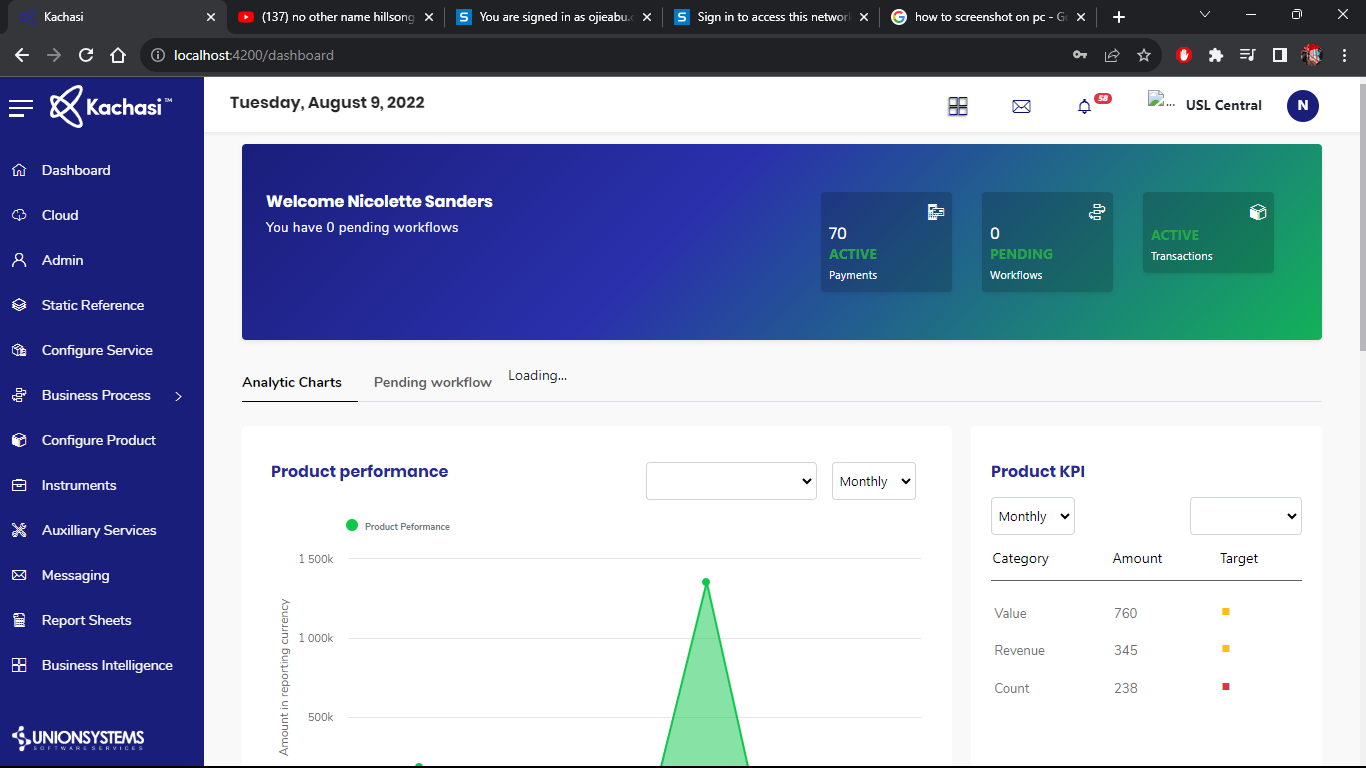 Kachasi
(137) no other name hillsong
You are signed in as ojieabu.
Sign in to access this network
how to screenshot on pc - G
localhost:4200/dashboard
Kachasi™
Tuesday, August 9, 2022
58
...
USL Central
N
Dashboard
Cloud
Admin
Static Reference
Configure Service
Business Process
Configure Product
Instruments
Auxilliary Services
Messaging
Report Sheets
Business Intelligence
UNIONSYSTEMS
SOFTWARE SERVICES
Welcome Nicolette Sanders
You have 0 pending workflows
70
ACTIVE
Payments
0
PENDING
Workflows
ACTIVE
Transactions
Analytic Charts
Pending workflow
Loading...
Product performance
Monthly
Product Peformance
Amount in reporting currency
1 500k
1 000k
500k
Product KPI
Monthly
Category Amount Target
Value 760
Revenue 345
Count 238